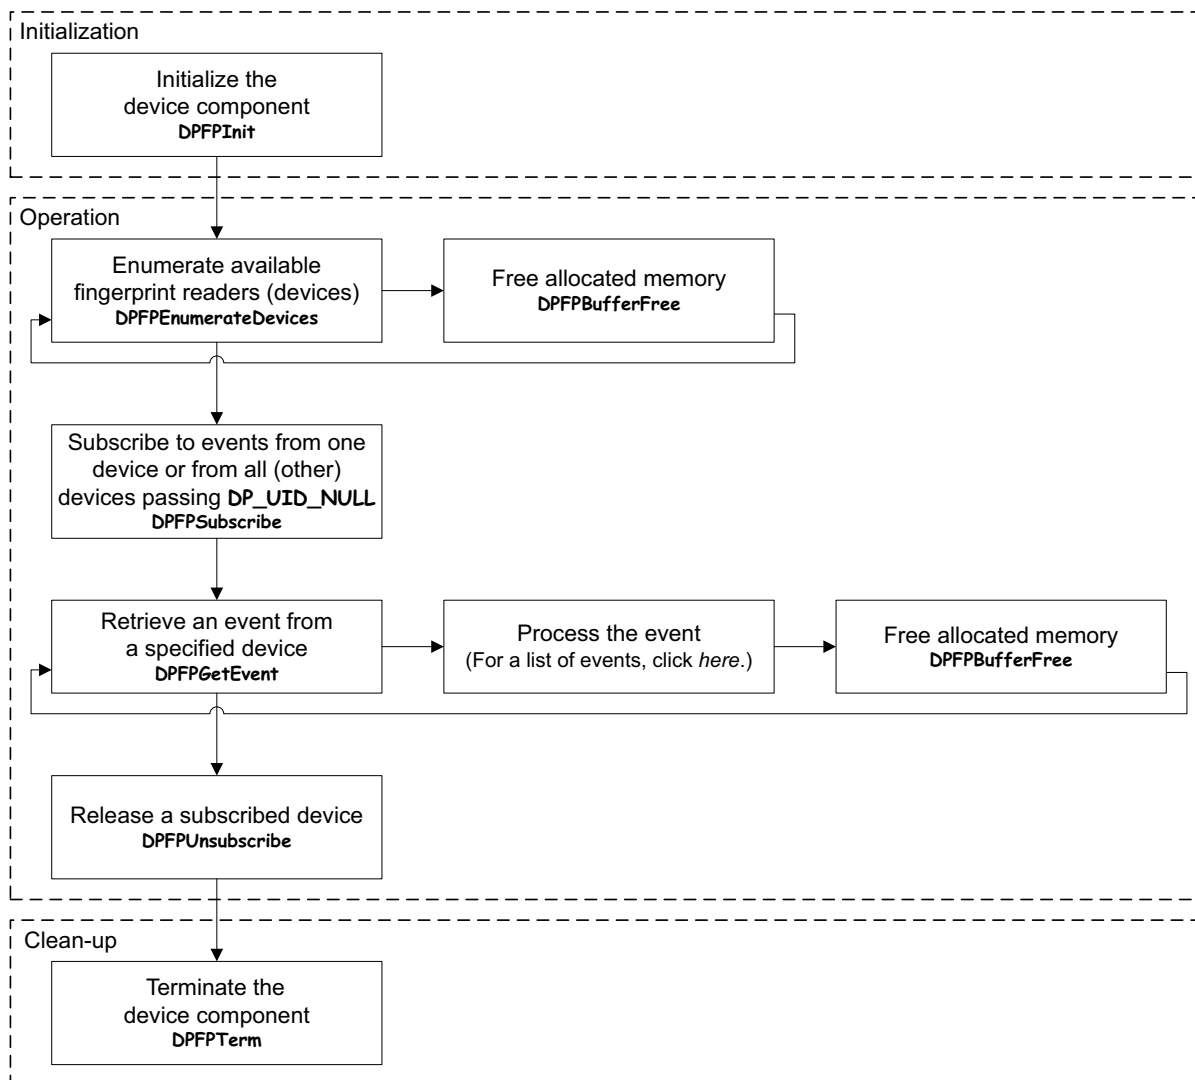 Initialization
Initialize the
device component
DPFPInit
Operation
Enumerate available
fingerprint readers (devices)
DPFPEnumerateDevices
Free allocated memory
DPFPBufferFree
Subscribe to events from one
device or from all (other)
devices passing DP_UID_NULL
DPFPSubscribe
Retrieve an event from
a specified device
DPFPGetEvent
Process the event
(For a list of events, click here.)
Free allocated memory
DPFPBufferFree
Release a subscribed device
DPFPUnsubscribe
Clean-up
Terminate the
device component
DPFPTerm